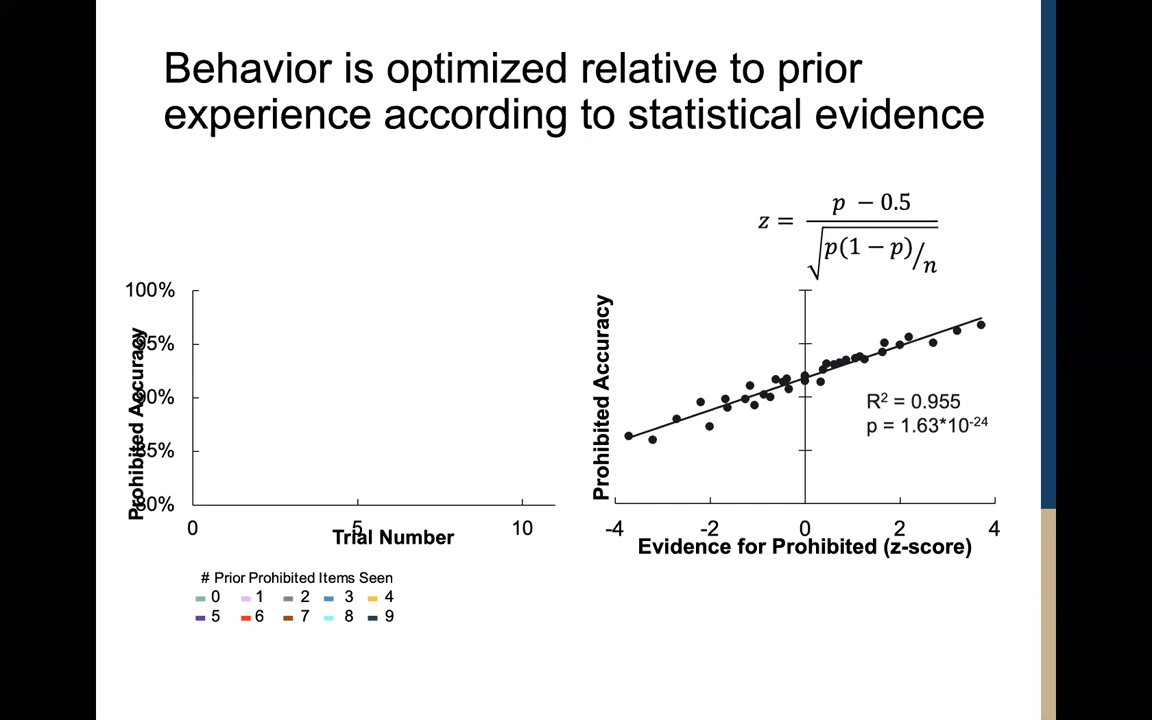 Behavior is optimized relative to prior
experience according to statistical evidence
z = p − 0.5 / √p(1 − p)/n
Prohibited Accuracy
100%
95%
90%
85%
80%
0 5 10
Trial Number
# Prior Prohibited Items Seen
0 1 2 3 4
5 6 7 8 9
Prohibited Accuracy
R² = 0.955
p = 1.63*10⁻²⁴
-4 -2 0 2 4
Evidence for Prohibited (z-score)